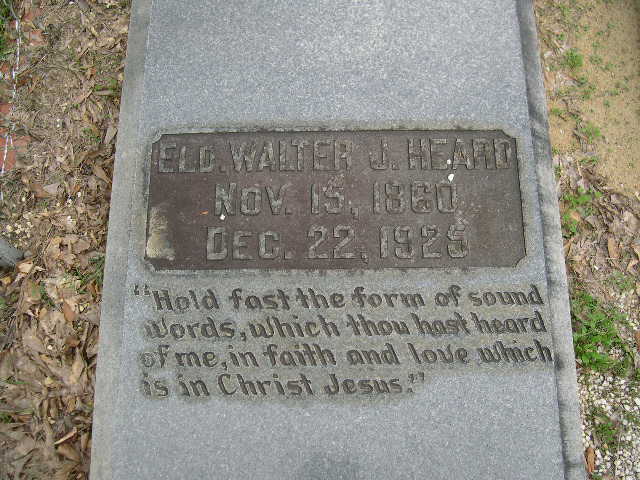 ELD. WALTER J. HEARD
NOV. 15, 1860
DEC. 22, 1925
"Hold fast the form of sound
words, which thou hast heard
of me, in faith and love which
is in Christ Jesus."